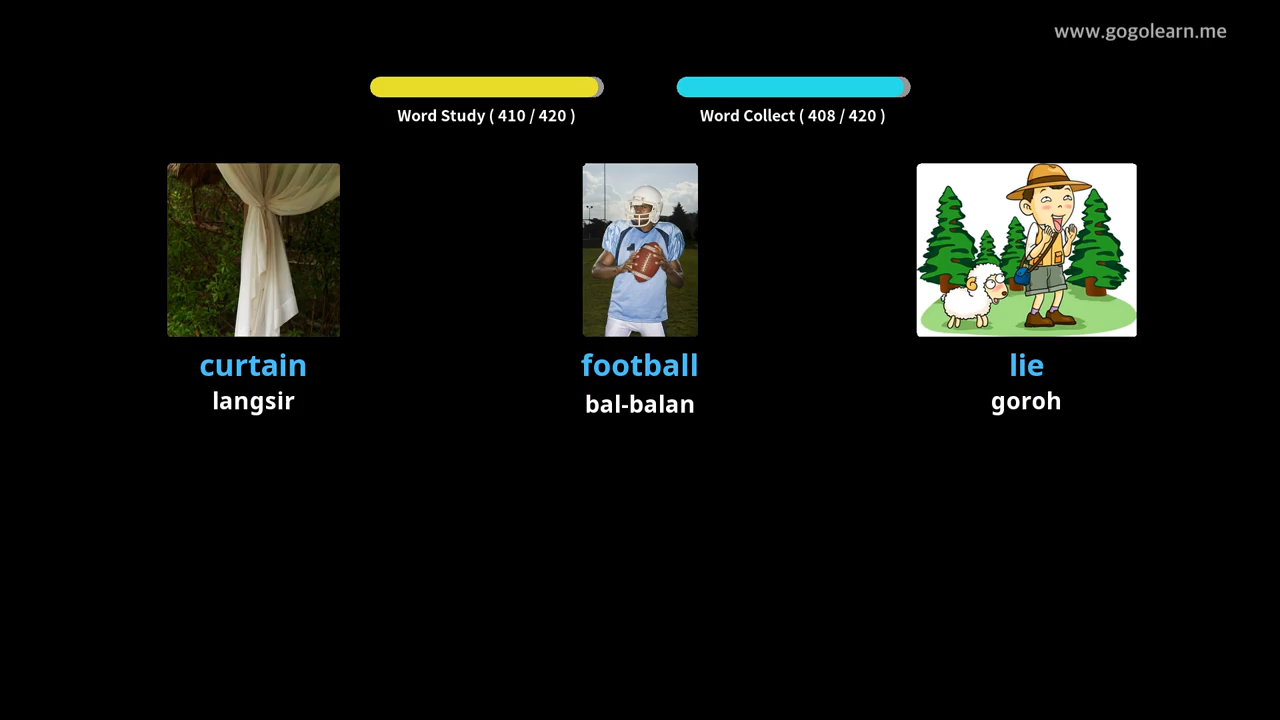 www.gogolearn.me
Word Study ( 410 / 420 )
Word Collect ( 408 / 420 )
curtain
langsir
football
bal-balan
lie
goroh